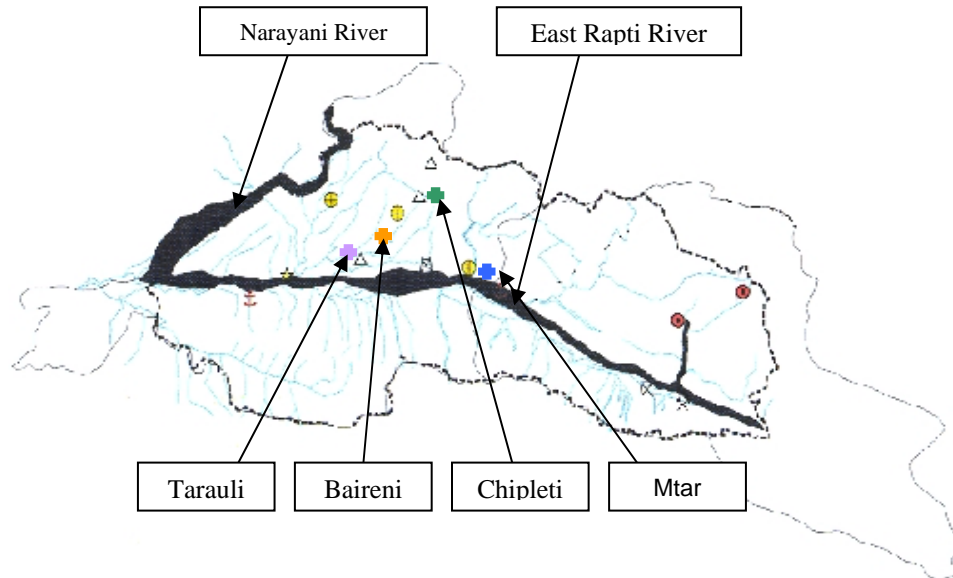 Narayani River
East Rapti River
Tarauli
Baireni
Chipleti
Mtar